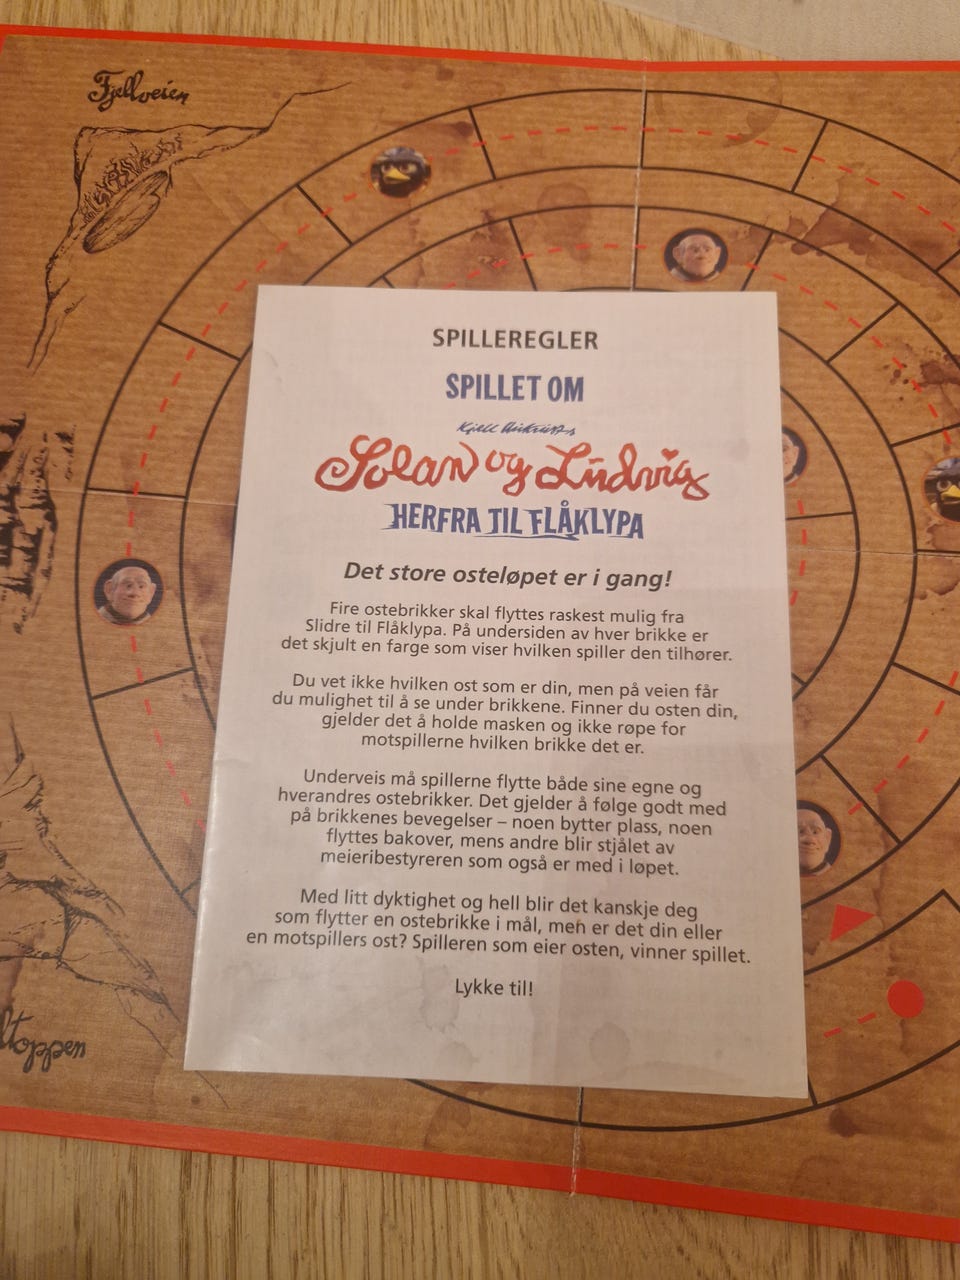 Fjellveien
SPILLEREGLER
SPILLET OM
Kjell Aukrusts
Solan og Ludvig
HERFRA TIL FLÅKLYPA
Det store osteløpet er i gang!
Fire ostebrikker skal flyttes raskest mulig fra
Slidre til Flåklypa. På undersiden av hver brikke er
det skjult en farge som viser hvilken spiller den tilhører.
Du vet ikke hvilken ost som er din, men på veien får
du mulighet til å se under brikkene. Finner du osten din,
gjelder det å holde masken og ikke røpe for
motspillerne hvilken brikke det er.
Underveis må spillerne flytte både sine egne og
hverandres ostebrikker. Det gjelder å følge godt med
på brikkenes bevegelser – noen bytter plass, noen
flyttes bakover, mens andre blir stjålet av
meieribestyreren som også er med i løpet.
Med litt dyktighet og hell blir det kanskje deg
som flytter en ostebrikke i mål, men er det din eller
en motspillers ost? Spilleren som eier osten, vinner spillet.
Lykke til!